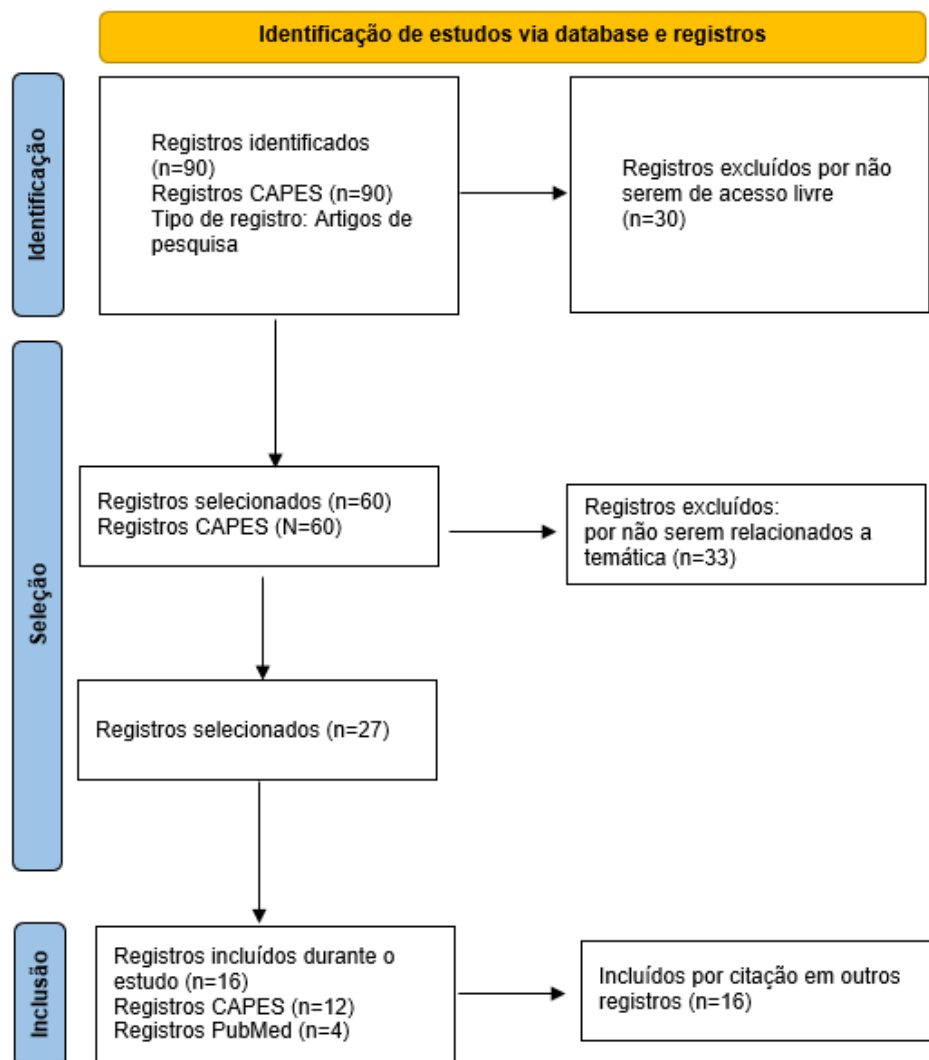 Identificação de estudos via database e registros
Identificação
Registros identificados
(n=90)
Registros CAPES (n=90)
Tipo de registro: Artigos de
pesquisa
Registros excluídos por não
serem de acesso livre
(n=30)
Seleção
Registros selecionados (n=60)
Registros CAPES (N=60)
Registros excluídos:
por não serem relacionados a
temática (n=33)
Registros selecionados (n=27)
Inclusão
Registros incluídos durante o
estudo (n=16)
Registros CAPES (n=12)
Registros PubMed (n=4)
Incluídos por citação em outros
registros (n=16)